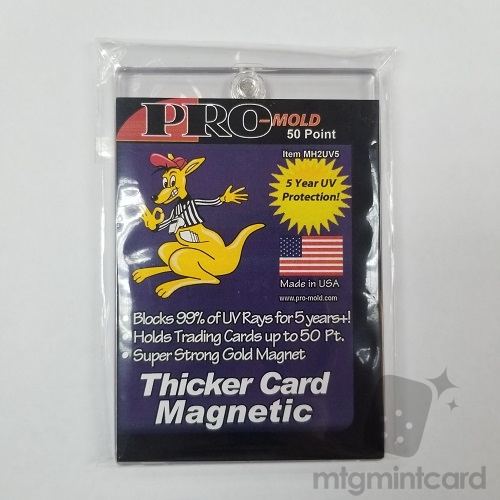 PRO-MOLD
50 Point
Item MH2UV5
5 Year UV
Protection!
Made in USA
www.pro-mold.com
• Blocks 99% of UV Rays for 5 years+!
• Holds Trading Cards up to 50 Pt.
• Super Strong Gold Magnet
Thicker Card
Magnetic
mtgmintcard